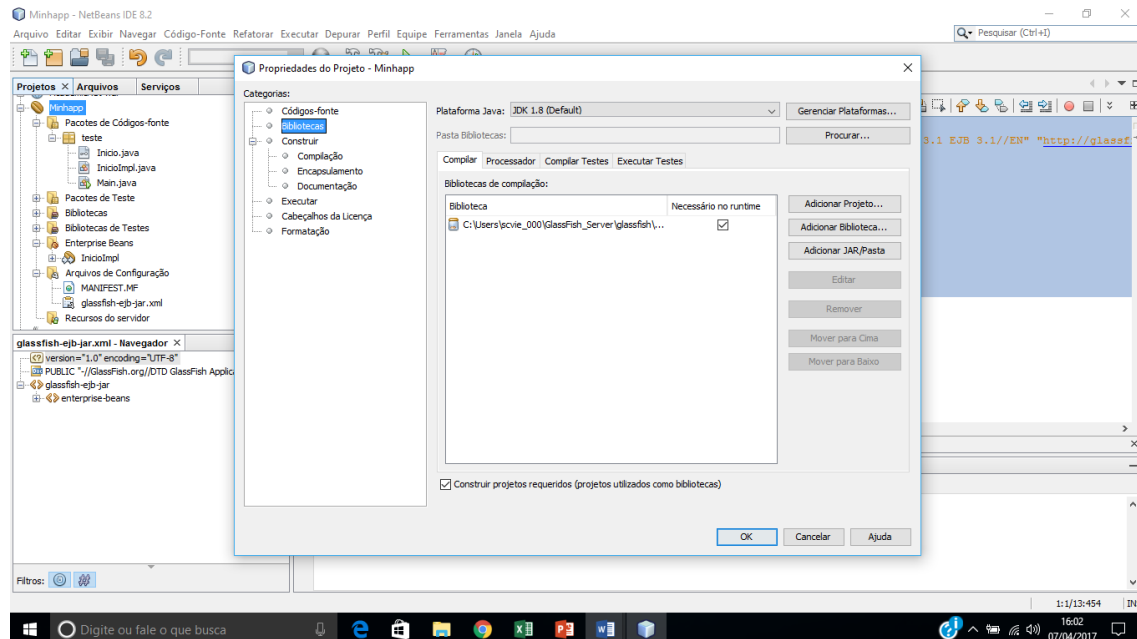 Minhapp - NetBeans IDE 8.2
Arquivo Editar Exibir Navegar Código-Fonte Refatorar Executar Depurar Perfil Equipe Ferramentas Janela Ajuda
Pesquisar (Ctrl+I)
Projetos Arquivos Serviços
Minhapp
Pacotes de Códigos-fonte
teste
Inicio.java
InicioImpl.java
Main.java
Pacotes de Teste
Bibliotecas
Bibliotecas de Testes
Enterprise Beans
InicioImpl
Arquivos de Configuração
MANIFEST.MF
glassfish-ejb-jar.xml
Recursos do servidor
glassfish-ejb-jar.xml - Navegador
version="1.0" encoding="UTF-8"
PUBLIC "-//GlassFish.org//DTD GlassFish Applic
glassfish-ejb-jar
enterprise-beans
Filtros:
Propriedades do Projeto - Minhapp
Categorias:
Códigos-fonte
Bibliotecas
Construir
Compilação
Encapsulamento
Documentação
Executar
Cabeçalhos da Licença
Formatação
Plataforma Java: JDK 1.8 (Default) Gerenciar Plataformas...
Pasta Bibliotecas: Procurar...
Compilar Processador Compilar Testes Executar Testes
Bibliotecas de compilação:
Biblioteca Necessário no runtime
C:\Users\scvie_000\GlassFish_Server\glassfish\...
Adicionar Projeto...
Adicionar Biblioteca...
Adicionar JAR/Pasta
Editar
Remover
Mover para Cima
Mover para Baixo
Construir projetos requeridos (projetos utilizados como bibliotecas)
OK Cancelar Ajuda
3.1 EJB 3.1//EN" "http://glassf
1:1/13:454 IN
Digite ou fale o que busca
16:02
07/04/2017